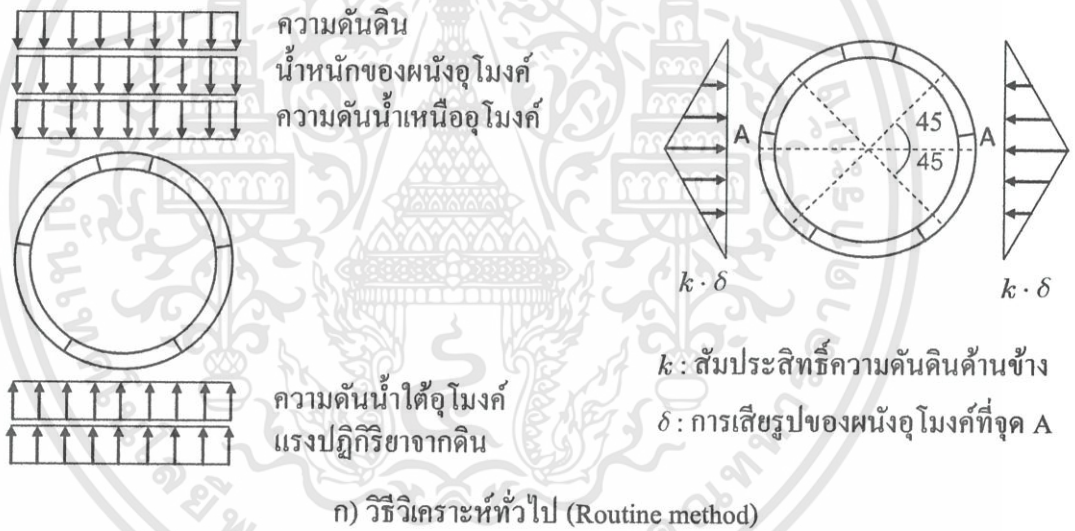 ความดันดิน
น้ำหนักของผนังอุโมงค์
ความดันน้ำเหนืออุโมงค์
A
A
45
45
k · δ
k · δ
k : สัมประสิทธิ์ความดันดินด้านข้าง
δ : การเสียรูปของผนังอุโมงค์ที่จุด A
ความดันน้ำใต้อุโมงค์
แรงปฏิกิริยาจากดิน
ก) วิธีวิเคราะห์ทั่วไป (Routine method)